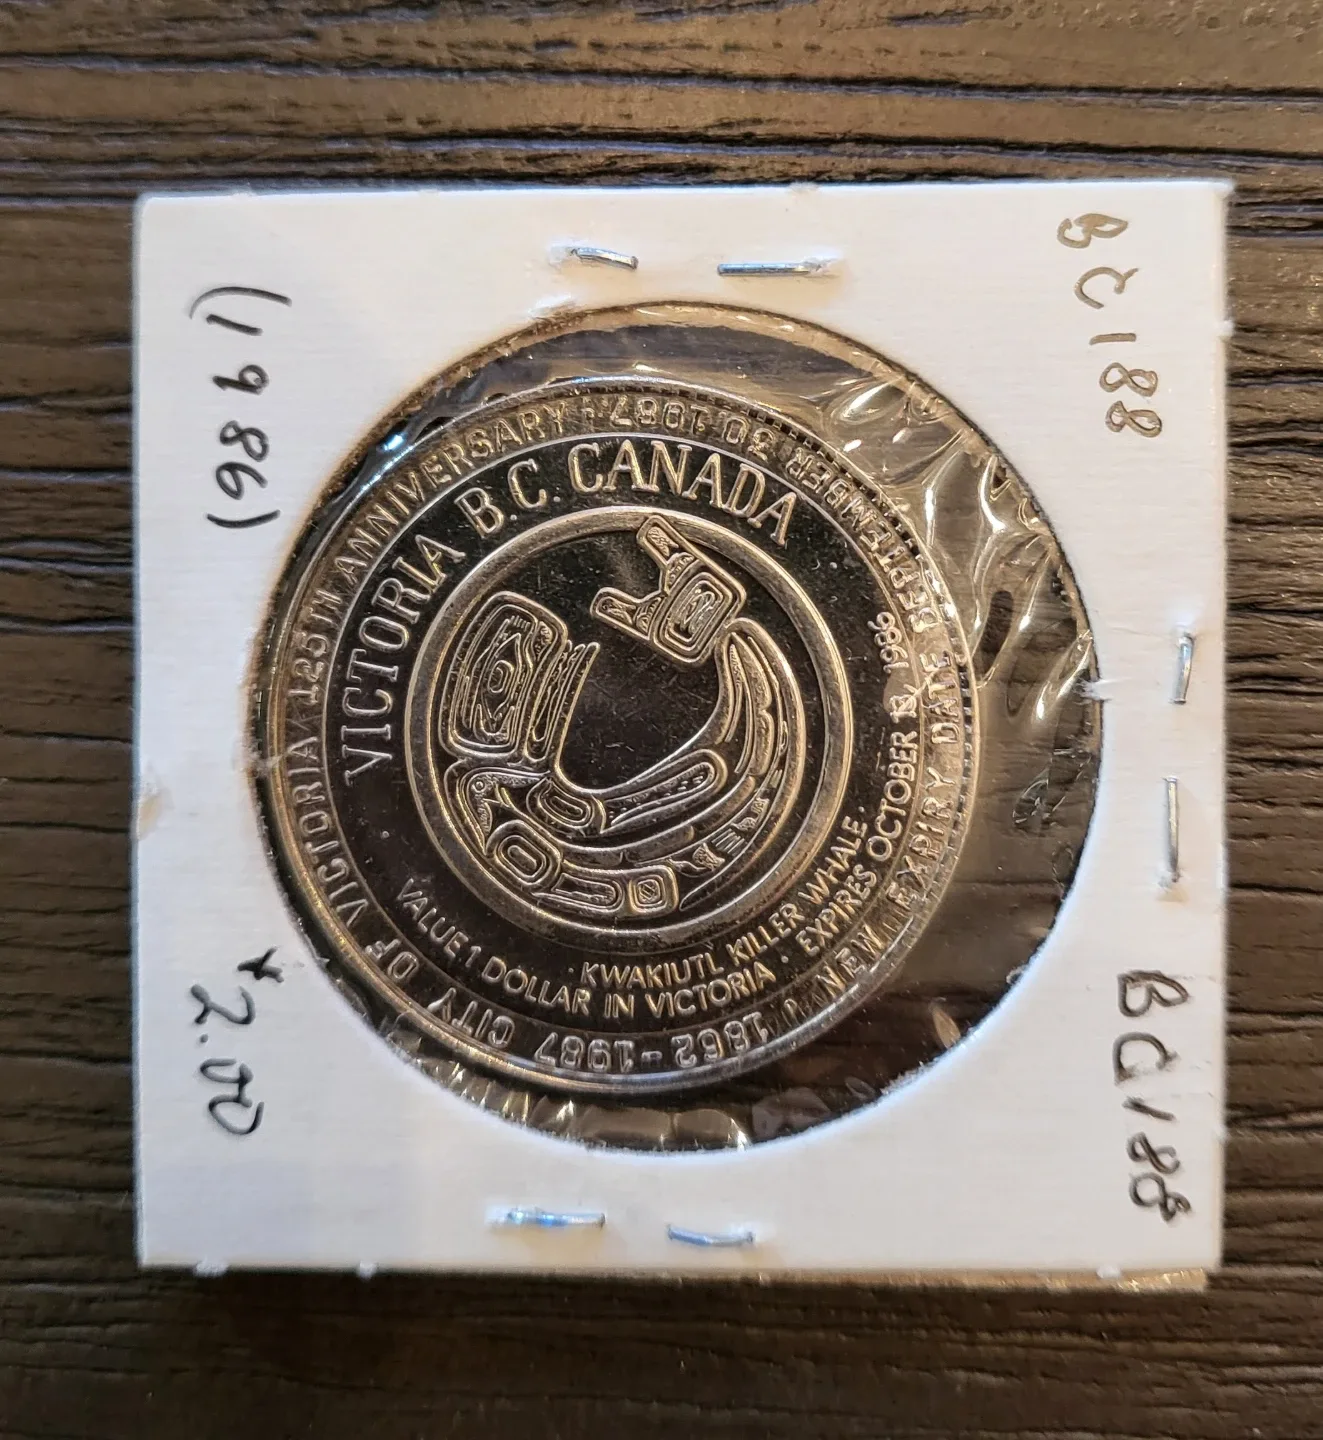 (1986)
BC188
CITY OF VICTORIA 125TH ANNIVERSARY
NEW EXPIRY DATE SEPTEMBER 30 1987
1862-1987
VICTORIA B.C. CANADA
· KWAKIUTL KILLER WHALE ·
VALUE 1 DOLLAR IN VICTORIA · EXPIRES OCTOBER 13, 1986
2.00
BC188